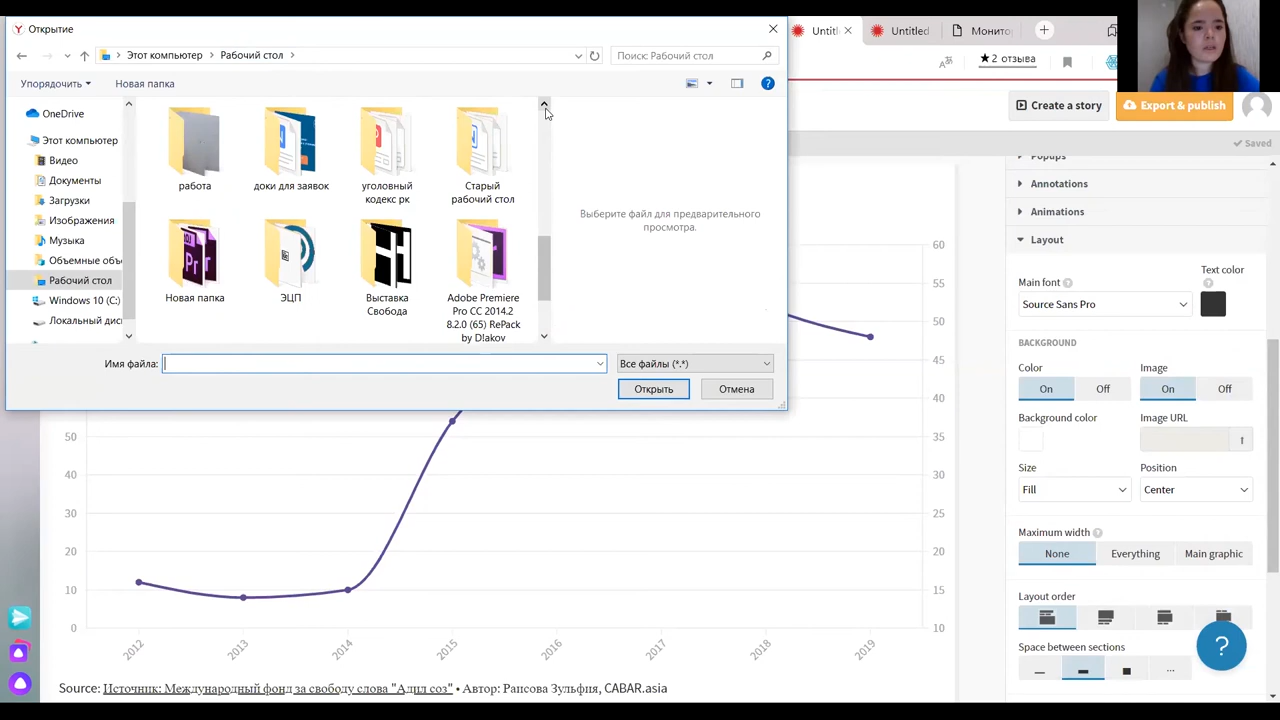 Открытие
Untitl
Untitled
Монитор
Этот компьютер
Рабочий стол
Поиск: Рабочий стол
★2 отзыва
Упорядочить
Новая папка
Create a story
Export & publish
Saved
OneDrive
Этот компьютер
Видео
Документы
Загрузки
Изображения
Музыка
Объемные объ
Рабочий стол
Windows 10 (C:)
Локальный дис
работа
доки для заявок
уголовный
кодекс рк
Старый
рабочий стол
Новая папка
ЭЦП
Выставка
Свобода
Adobe Premiere
Pro CC 2014.2
8.2.0 (65) RePack
by D!akov
Выберите файл для предварительного
просмотра.
Имя файла:
Все файлы (*.*)
Открыть
Отмена
Popups
Annotations
Animations
Layout
Main font
Text color
Source Sans Pro
BACKGROUND
Color
Image
On
Off
On
Off
Background color
Image URL
Size
Position
Fill
Center
Maximum width
None
Everything
Main graphic
Layout order
Space between sections
50
40
30
20
10
0
60
55
50
45
40
35
30
25
20
15
10
2012
2013
2014
2015
2016
2017
2018
2019
Source: Источник: Международный фонд за свободу слова "Адил соз" • Автор: Раисова Зульфия, CABAR.asia